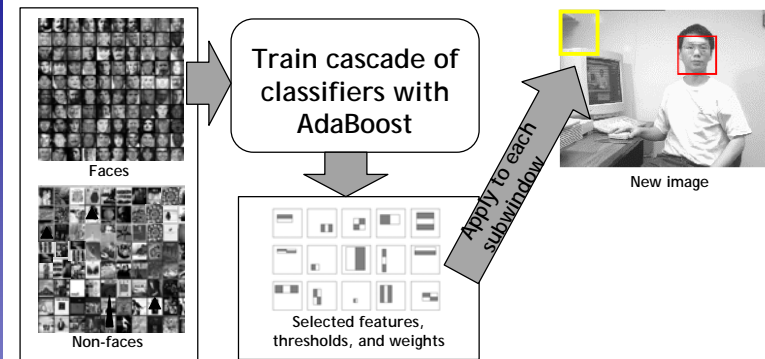 Faces
Non-faces
Train cascade of
classifiers with
AdaBoost
Selected features,
thresholds, and weights
Apply to each
subwindow
New image